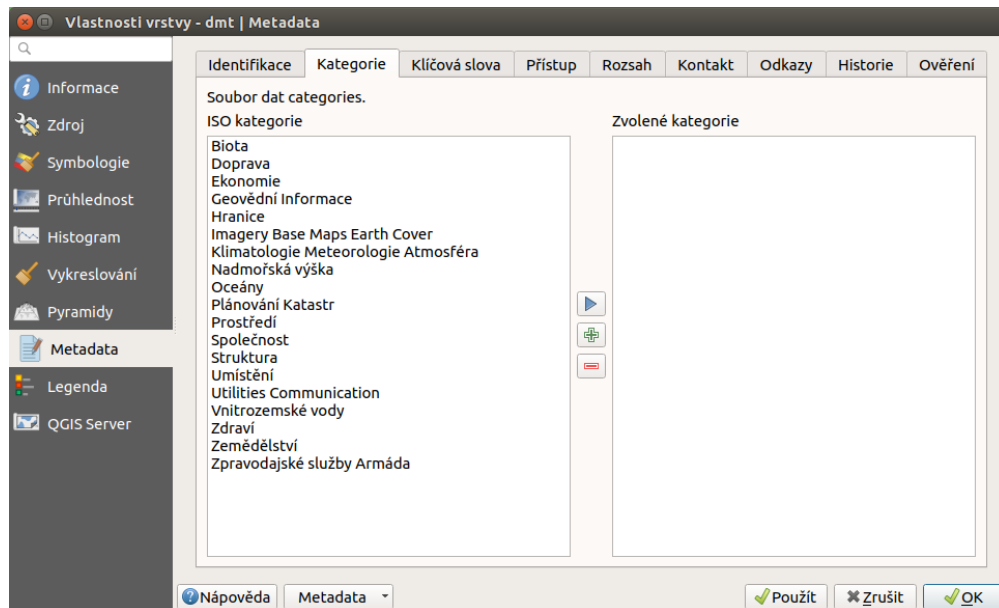 Vlastnosti vrstvy - dmt | Metadata
Informace
Zdroj
Symbologie
Průhlednost
Histogram
Vykreslování
Pyramidy
Metadata
Legenda
QGIS Server
Identifikace Kategorie Klíčová slova Přístup Rozsah Kontakt Odkazy Historie Ověření
Soubor dat categories.
ISO kategorie
Biota
Doprava
Ekonomie
Geovědní Informace
Hranice
Imagery Base Maps Earth Cover
Klimatologie Meteorologie Atmosféra
Nadmořská výška
Oceány
Plánování Katastr
Prostředí
Společnost
Struktura
Umístění
Utilities Communication
Vnitrozemské vody
Zdraví
Zemědělství
Zpravodajské služby Armáda
Zvolené kategorie
Nápověda Metadata Použít Zrušit OK